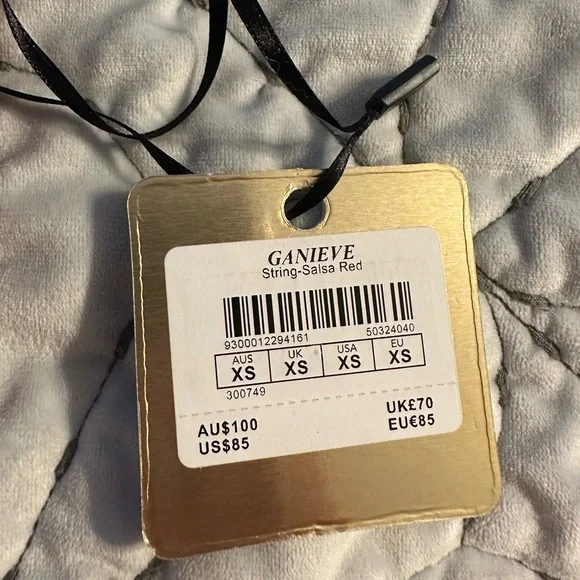 GANIEVE
String-Salsa Red
9300012294161 50324040
AUS UK USA EU
XS XS XS XS
300749
AU$100 UK£70
US$85 EU€85